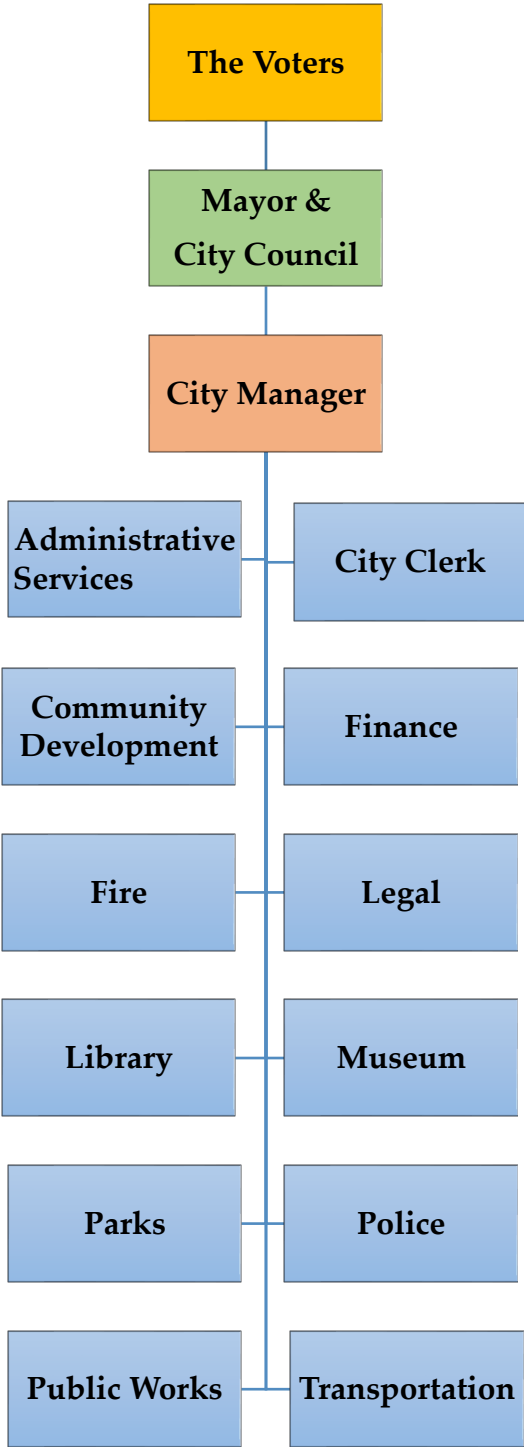 The Voters
Mayor &
City Council
City Manager
Administrative
Services
City Clerk
Community
Development
Finance
Fire
Legal
Library
Museum
Parks
Police
Public Works
Transportation